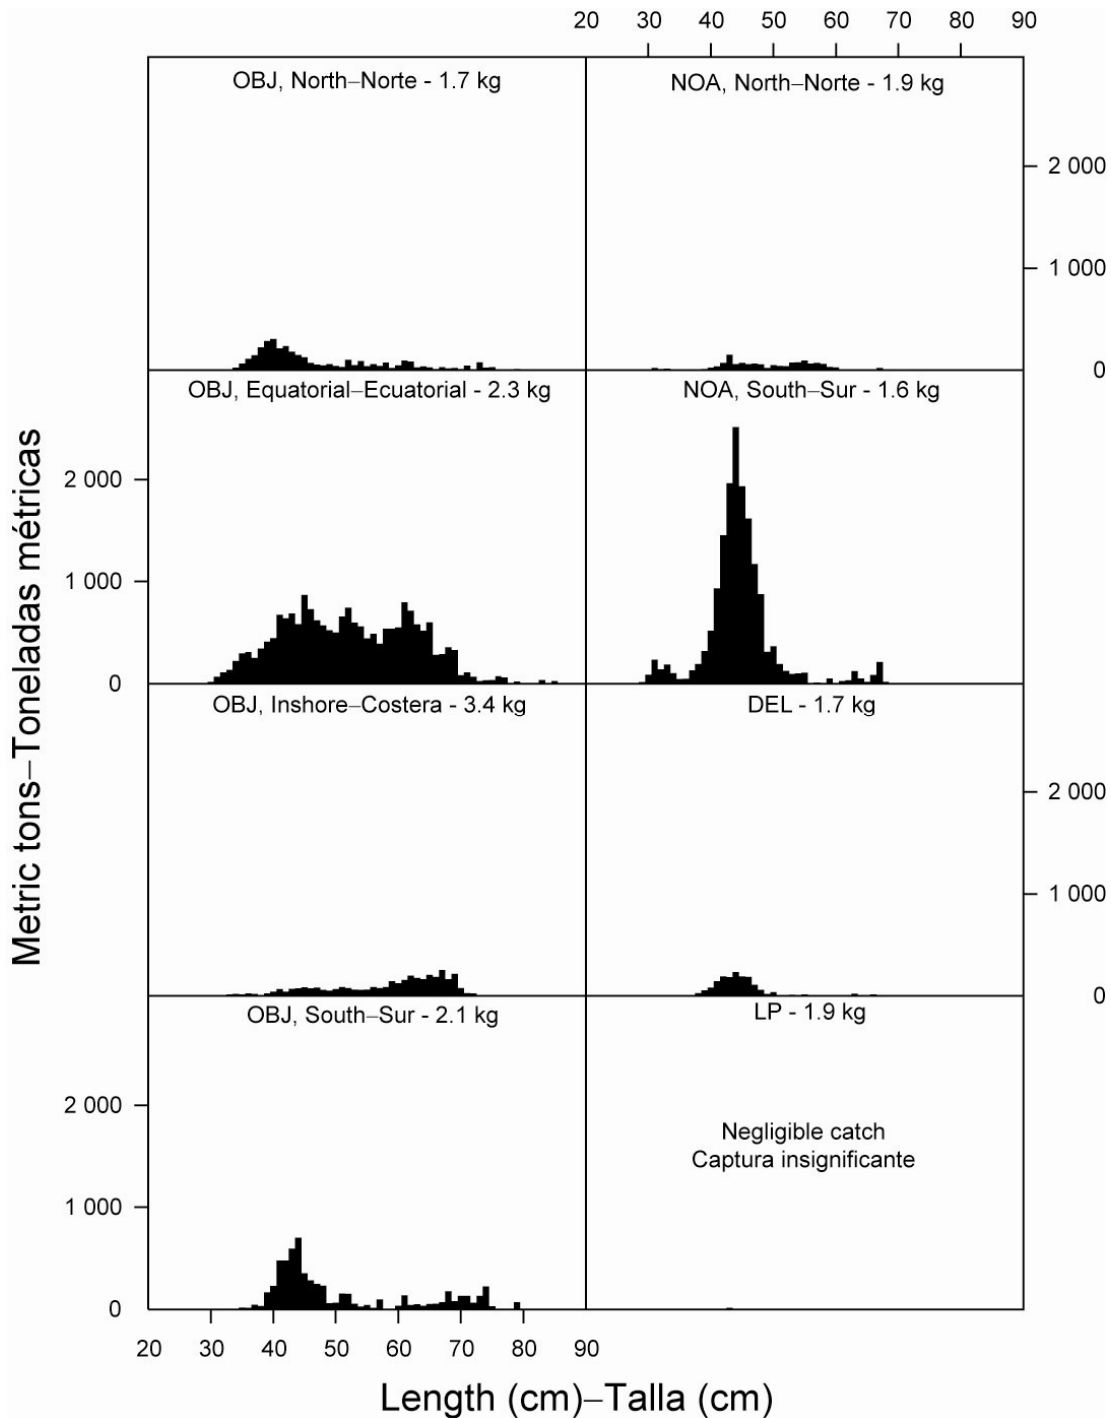 20 30 40 50 60 70 80 90
OBJ, North–Norte - 1.7 kg
NOA, North–Norte - 1.9 kg
2 000
1 000
0
OBJ, Equatorial–Ecuatorial - 2.3 kg
NOA, South–Sur - 1.6 kg
2 000
1 000
0
OBJ, Inshore–Costera - 3.4 kg
DEL - 1.7 kg
2 000
1 000
0
OBJ, South–Sur - 2.1 kg
LP - 1.9 kg
Negligible catch
Captura insignificante
2 000
1 000
0
20 30 40 50 60 70 80 90
Metric tons–Toneladas métricas
Length (cm)–Talla (cm)